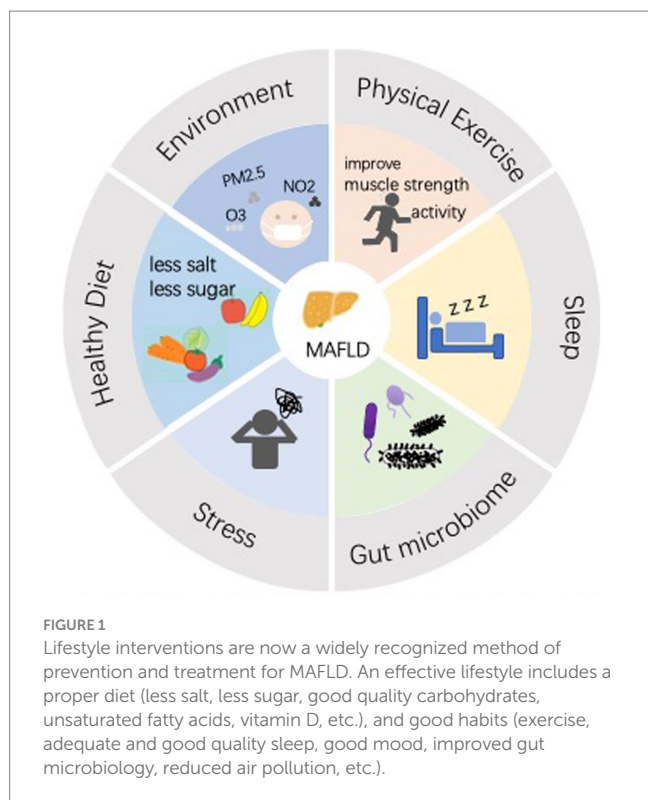 Environment
Physical Exercise
PM2.5
NO2
O3
improve
muscle strength
activity
Healthy Diet
less salt
less sugar
zzz
Sleep
MAFLD
Stress
Gut microbiome
FIGURE 1
Lifestyle interventions are now a widely recognized method of
prevention and treatment for MAFLD. An effective lifestyle includes a
proper diet (less salt, less sugar, good quality carbohydrates,
unsaturated fatty acids, vitamin D, etc.), and good habits (exercise,
adequate and good quality sleep, good mood, improved gut
microbiology, reduced air pollution, etc.).